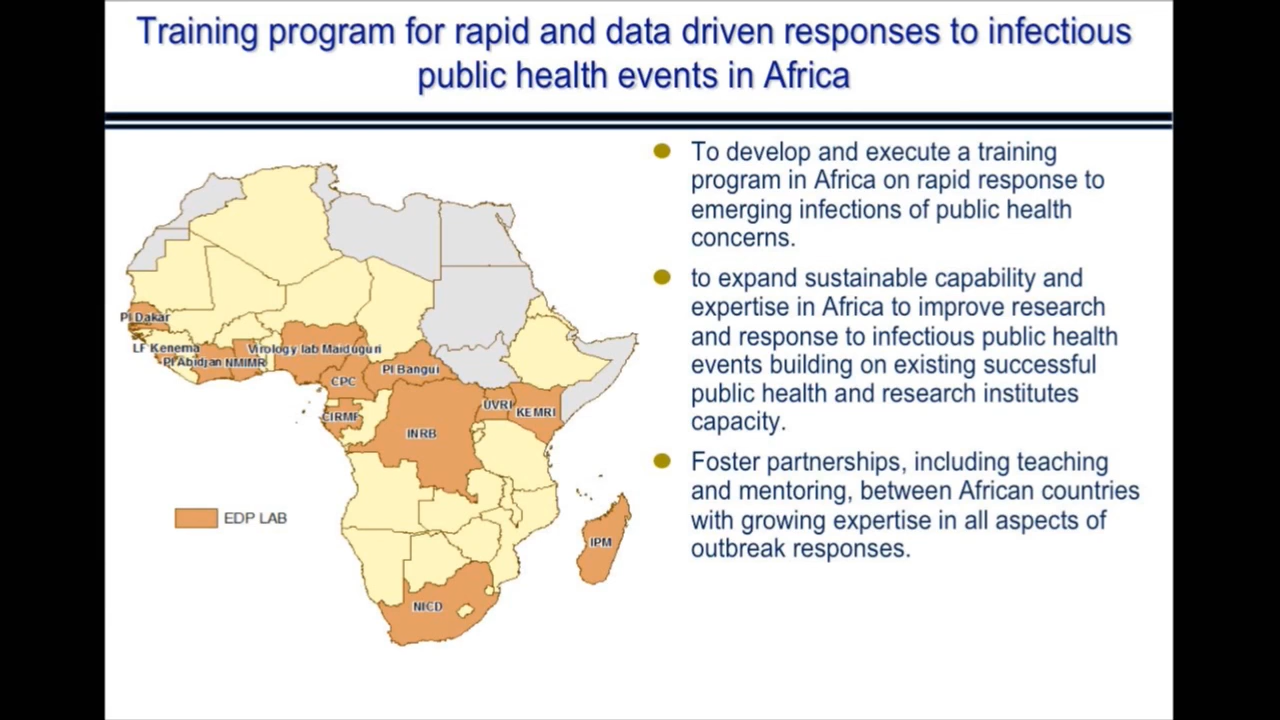 Training program for rapid and data driven responses to infectious
public health events in Africa
To develop and execute a training
program in Africa on rapid response to
emerging infections of public health
concerns.
to expand sustainable capability and
expertise in Africa to improve research
and response to infectious public health
events building on existing successful
public health and research institutes
capacity.
Foster partnerships, including teaching
and mentoring, between African countries
with growing expertise in all aspects of
outbreak responses.
PI Dakar
LF Kenema
Virology lab Maiduguri
PI Abidjan NMIMR
PI Bangui
CPC
CIRMF
UVRI
KEMRI
INRB
EDP LAB
IPM
NICD